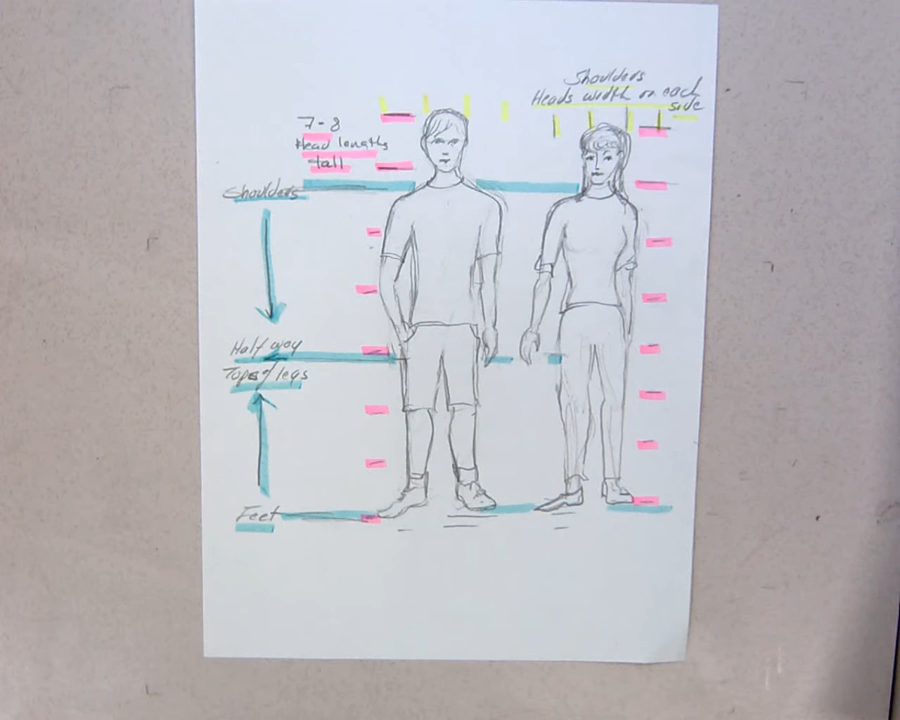 Shoulders
Heads width on each
side
7-8
Head lengths
tall
Shoulders
Half way
Tops of legs
Feet